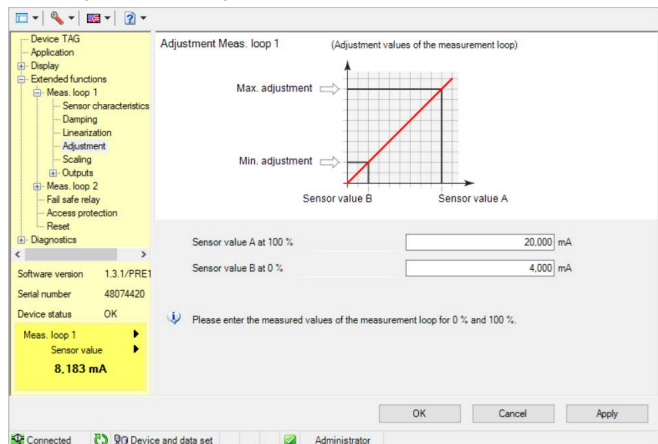 Device TAG
Application
Display
Extended functions
Meas. loop 1
Sensor characteristics
Damping
Linearization
Adjustment
Scaling
Outputs
Meas. loop 2
Fail safe relay
Access protection
Reset
Diagnostics
Software version 1.3.1/PRE1
Serial number 48074420
Device status OK
Meas. loop 1
Sensor value
8,183 mA
Adjustment Meas. loop 1 (Adjustment values of the measurement loop)
Max. adjustment
Min. adjustment
Sensor value B Sensor value A
Sensor value A at 100 % 20,000 mA
Sensor value B at 0 % 4,000 mA
Please enter the measured values of the measurement loop for 0 % and 100 %.
OK Cancel Apply
Connected Device and data set Administrator